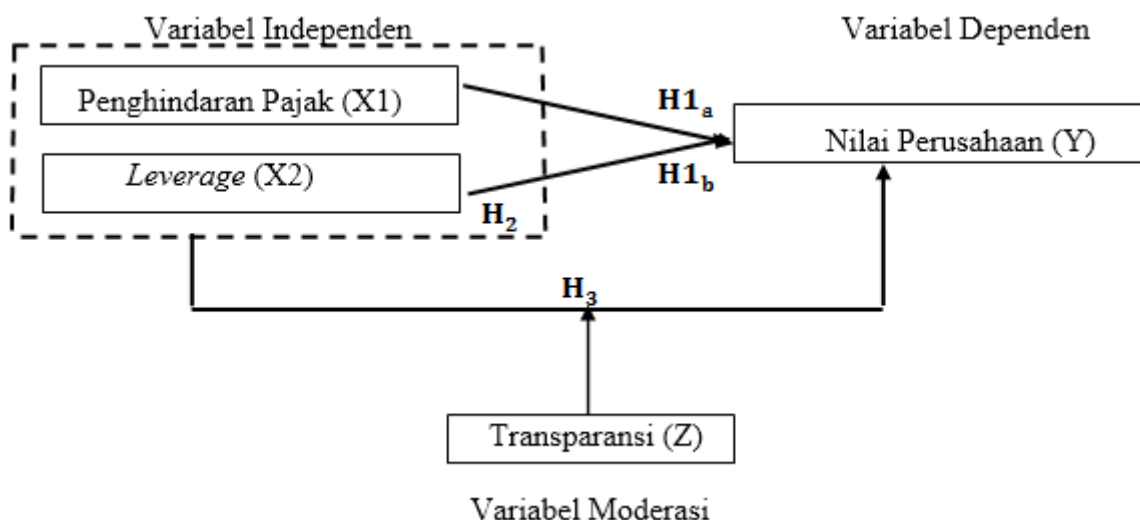 Variabel Independen
Variabel Dependen
Penghindaran Pajak (X1)
H1a
Nilai Perusahaan (Y)
Leverage (X2)
H1b
H2
H3
Transparansi (Z)
Variabel Moderasi